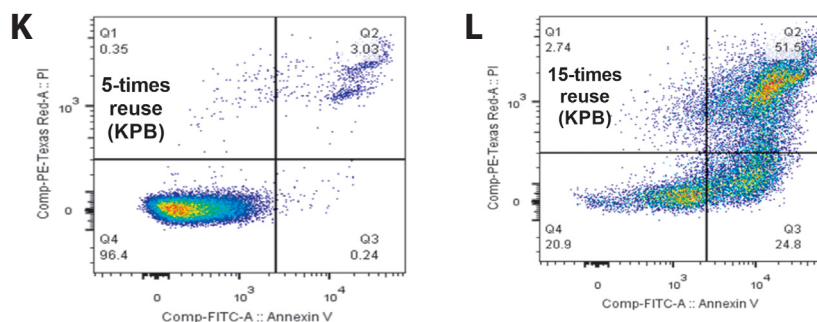 K
Q1
0.35
Q2
3.03
5-times
reuse
(KPB)
10³
0
Q4
96.4
Q3
0.24
0
10³
10⁴
Comp-PE-Texas Red-A :: PI
Comp-FITC-A :: Annexin V
L
Q1
2.74
Q2
51.5
15-times
reuse
(KPB)
10³
0
Q4
20.9
Q3
24.8
0
10³
10⁴
Comp-PE-Texas Red-A :: PI
Comp-FITC-A :: Annexin V